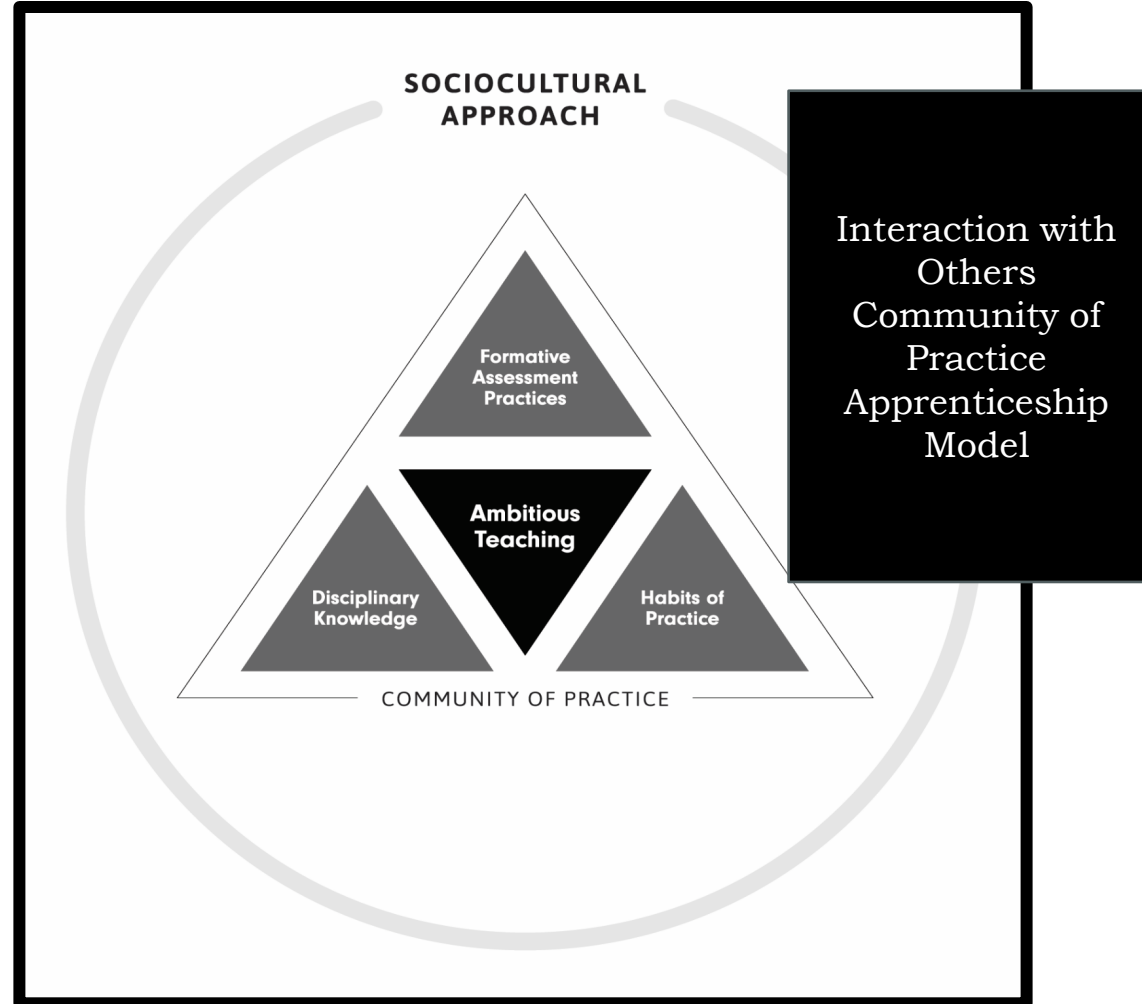 SOCIOCULTURAL
APPROACH
Interaction with
Others
Community of
Practice
Apprenticeship
Model
Formative
Assessment
Practices
Ambitious
Teaching
Disciplinary
Knowledge
Habits of
Practice
COMMUNITY OF PRACTICE